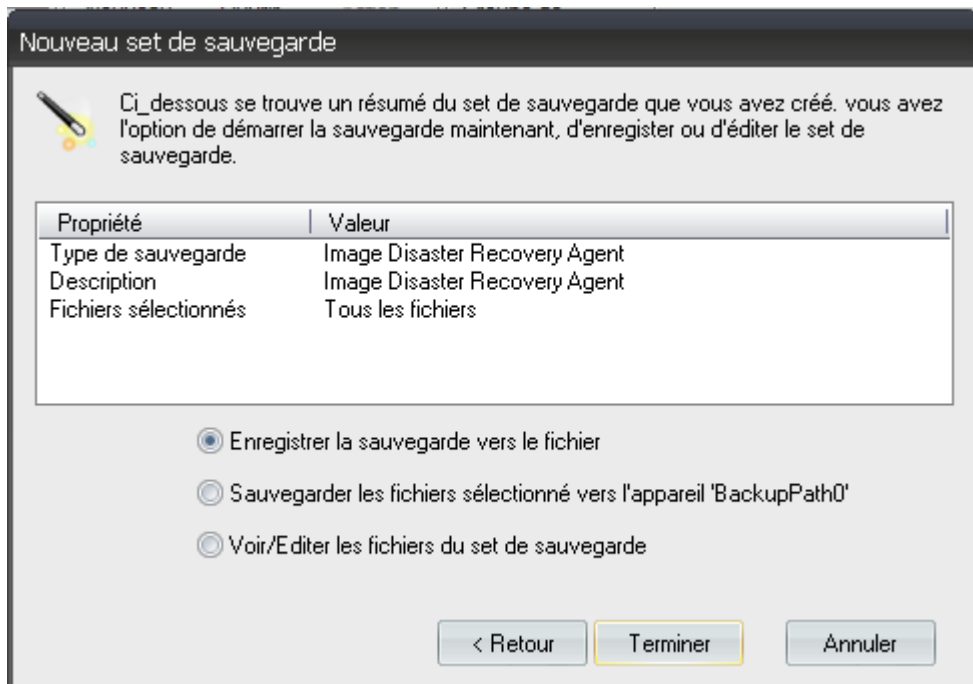 Nouveau set de sauvegarde
Ci_dessous se trouve un résumé du set de sauvegarde que vous avez créé. vous avez
l'option de démarrer la sauvegarde maintenant, d'enregistrer ou d'éditer le set de
sauvegarde.
Propriété Valeur
Type de sauvegarde Image Disaster Recovery Agent
Description Image Disaster Recovery Agent
Fichiers sélectionnés Tous les fichiers
Enregistrer la sauvegarde vers le fichier
Sauvegarder les fichiers sélectionné vers l'appareil 'BackupPath0'
Voir/Editer les fichiers du set de sauvegarde
< Retour Terminer Annuler